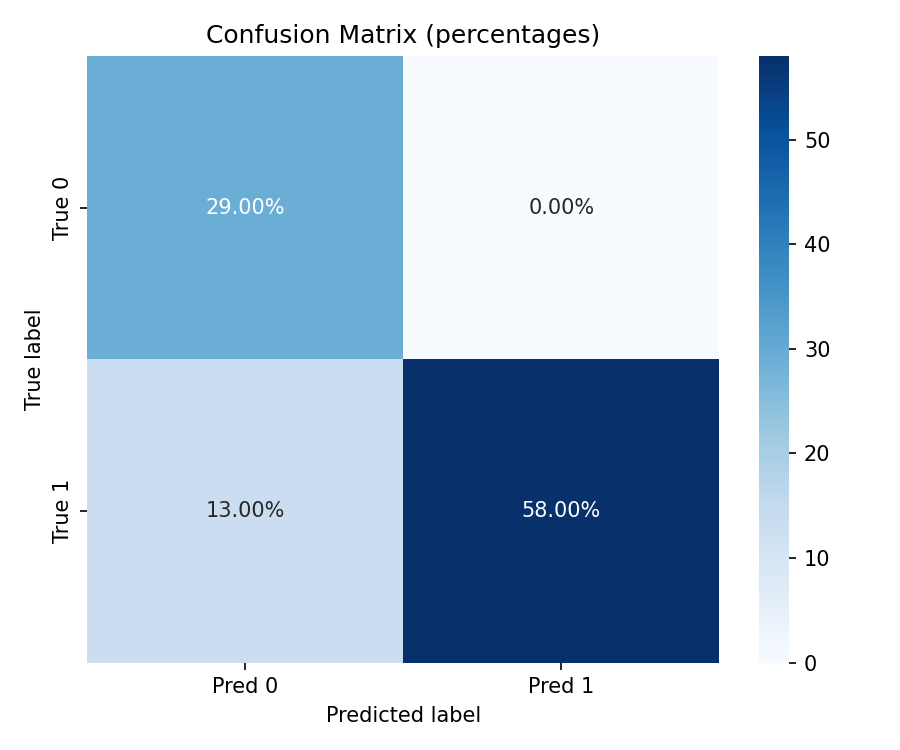 Confusion Matrix (percentages)
True label
True 0
29.00%
0.00%
True 1
13.00%
58.00%
Pred 0
Pred 1
Predicted label
50
40
30
20
10
0